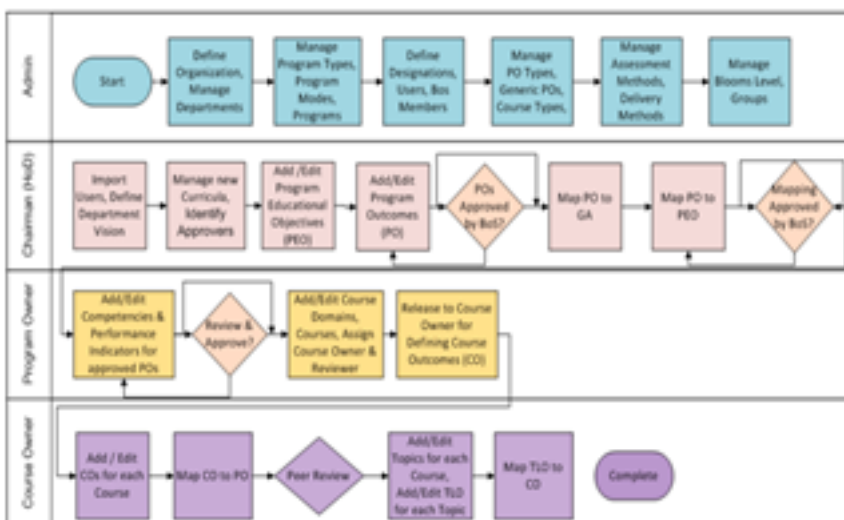 Admin
Start
Define
Organization,
Manage
Departments
Manage
Program Types,
Program
Modes,
Programs
Define
Designations,
Users, Bos
Members
Manage
PO Types,
Generic POs,
Course Types,
Manage
Assessment
Methods,
Delivery
Methods
Manage
Blooms Level,
Groups
Chairman (HoD)
Import
Users, Define
Department
Vision
Manage new
Curricula,
Identify
Approvers
Add /Edit
Program
Educational
Objectives
(PEO)
Add/Edit
Program
Outcomes
(PO)
POs
Approved
by BoS?
Map PO to
GA
Map PO to
PEO
Mapping
Approved
by BoS?
Program Owner
Add/Edit
Competencies &
Performance
Indicators for
approved POs
Review &
Approve?
Add/Edit Course
Domains,
Courses, Assign
Course Owner &
Reviewer
Release to Course
Owner for
Defining Course
Outcomes (CO)
Course Owner
Add / Edit
COs for each
Course
Map CO to PO
Peer Review
Add/Edit
Topics for each
Course,
Add/Edit TLO
for each Topic
Map TLO to
CO
Complete